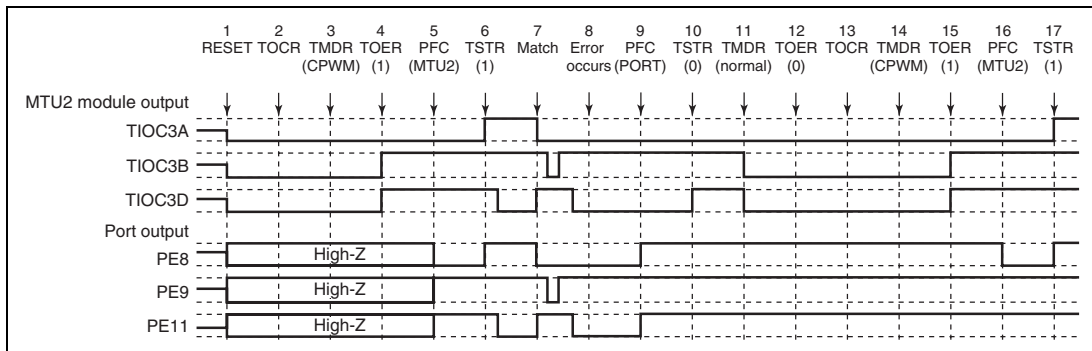 1 2 3 4 5 6 7 8 9 10 11 12 13 14 15 16 17
RESET TOCR TMDR TOER PFC TSTR Match Error PFC TSTR TMDR TOER TOCR TMDR TOER PFC TSTR
(CPWM) (1) (MTU2) (1) occurs (PORT) (0) (normal) (0) (CPWM) (1) (MTU2) (1)
MTU2 module output
TIOC3A
TIOC3B
TIOC3D
Port output
PE8 High-Z
PE9 High-Z
PE11 High-Z